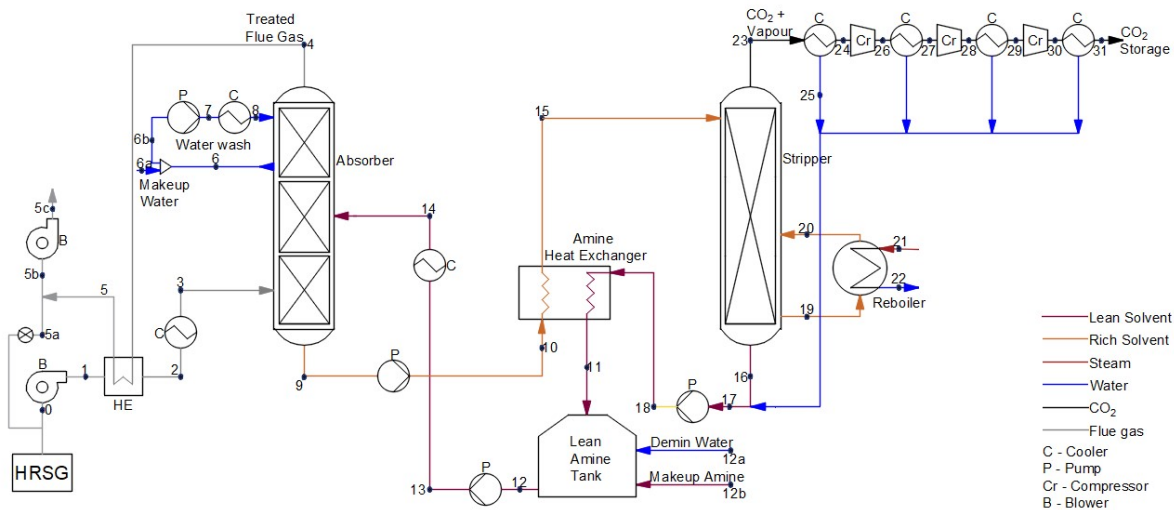 CO₂ +
Vapour
Treated
Flue Gas
4
23
C
C
C
C
24
Cr
26
27
Cr
28
29
Cr
30
31
CO₂
Storage
P
7
C
8
25
15
6b
Water wash
6a
6
Absorber
Stripper
Makeup
Water
5c
B
14
20
21
Amine
Heat Exchanger
C
5b
5
3
22
Reboiler
19
Lean Solvent
Rich Solvent
Steam
Water
CO₂
Flue gas
C - Cooler
P - Pump
Cr - Compressor
B - Blower
5a
C
10
B
1
2
HE
9
P
11
16
P
18
17
0
Lean
Amine
Tank
Demin Water
12a
HRSG
P
13
12
Makeup Amine
12b